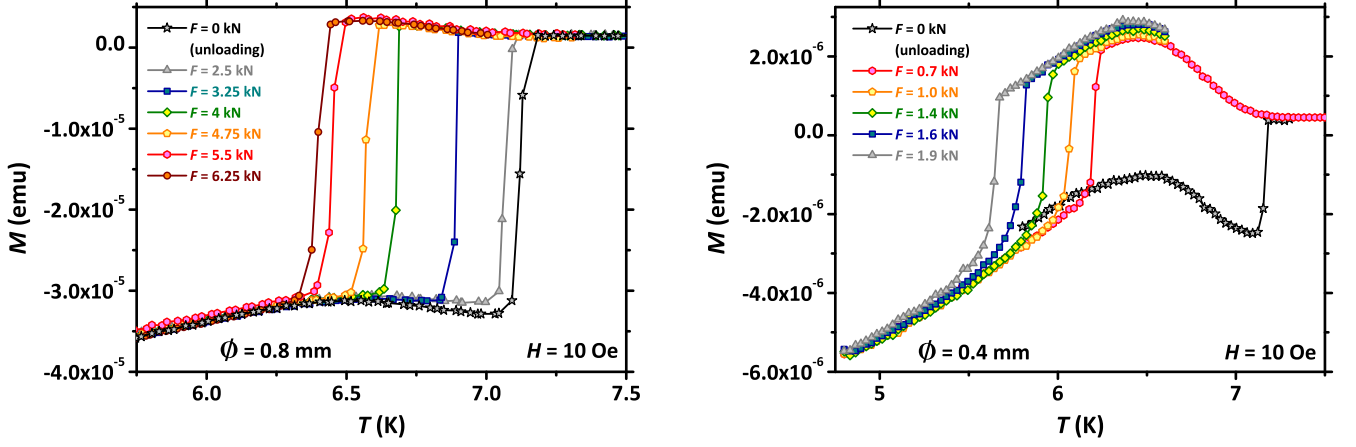 0.0
-1.0x10⁻⁵
-2.0x10⁻⁵
-3.0x10⁻⁵
-4.0x10⁻⁵
M (emu)
F = 0 kN
(unloading)
F = 2.5 kN
F = 3.25 kN
F = 4 kN
F = 4.75 kN
F = 5.5 kN
F = 6.25 kN
ϕ = 0.8 mm
H = 10 Oe
6.0
6.5
7.0
7.5
T (K)
2.0x10⁻⁶
0.0
-2.0x10⁻⁶
-4.0x10⁻⁶
-6.0x10⁻⁶
M (emu)
F = 0 kN
(unloading)
F = 0.7 kN
F = 1.0 kN
F = 1.4 kN
F = 1.6 kN
F = 1.9 kN
ϕ = 0.4 mm
H = 10 Oe
5
6
7
T (K)